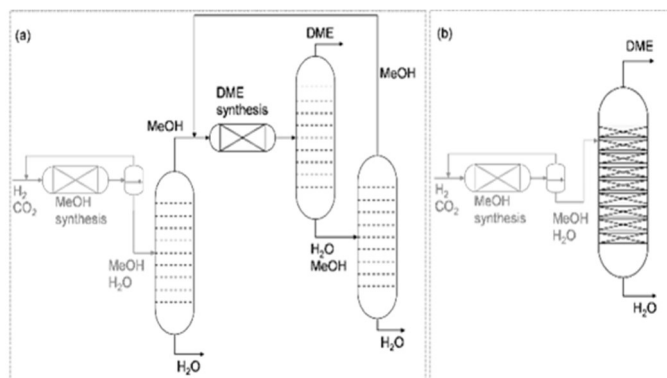 (a)
DME
MeOH
DME
synthesis
MeOH
H₂
CO₂
MeOH
synthesis
MeOH
H₂O
H₂O
MeOH
H₂O
H₂O
(b)
DME
H₂
CO₂
MeOH
synthesis
MeOH
H₂O
H₂O